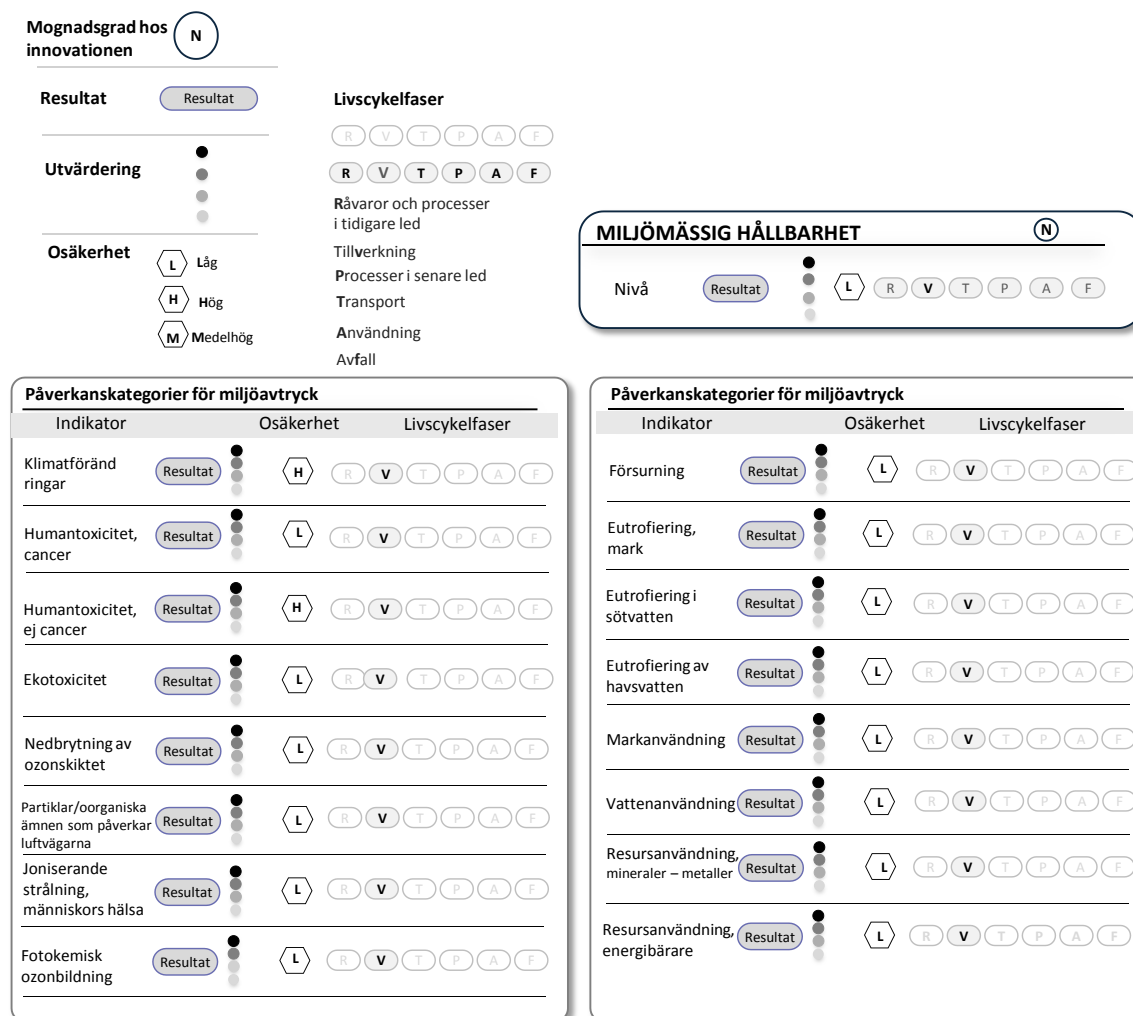 Mognadsgrad hos
innovationen
N
Resultat
Resultat
Utvärdering
Osäkerhet
L Låg
H Hög
M Medelhög
Livscykelfaser
R V T P A F
R V T P A F
Råvaror och processer
i tidigare led
Tillverkning
Processer i senare led
Transport
Användning
Avfall
MILJÖMÄSSIG HÅLLBARHET N
Nivå Resultat L R V T P A F
Påverkanskategorier för miljöavtryck
Indikator Osäkerhet Livscykelfaser
Klimatföränd
ringar
Resultat H R V T P A F
Humantoxicitet,
cancer
Resultat L R V T P A F
Humantoxicitet,
ej cancer
Resultat H R V T P A F
Ekotoxicitet Resultat L R V T P A F
Nedbrytning av
ozonskiktet
Resultat L R V T P A F
Partiklar/oorganiska
ämnen som påverkar
luftvägarna
Resultat L R V T P A F
Joniserande
strålning,
människors hälsa
Resultat L R V T P A F
Fotokemisk
ozonbildning
Resultat L R V T P A F
Påverkanskategorier för miljöavtryck
Indikator Osäkerhet Livscykelfaser
Försurning Resultat L R V T P A F
Eutrofiering,
mark
Resultat L R V T P A F
Eutrofiering i
sötvatten
Resultat L R V T P A F
Eutrofiering av
havsvatten
Resultat L R V T P A F
Markanvändning Resultat L R V T P A F
Vattenanvändning Resultat L R V T P A F
Resursanvändning,
mineraler – metaller
Resultat L R V T P A F
Resursanvändning,
energibärare
Resultat L R V T P A F